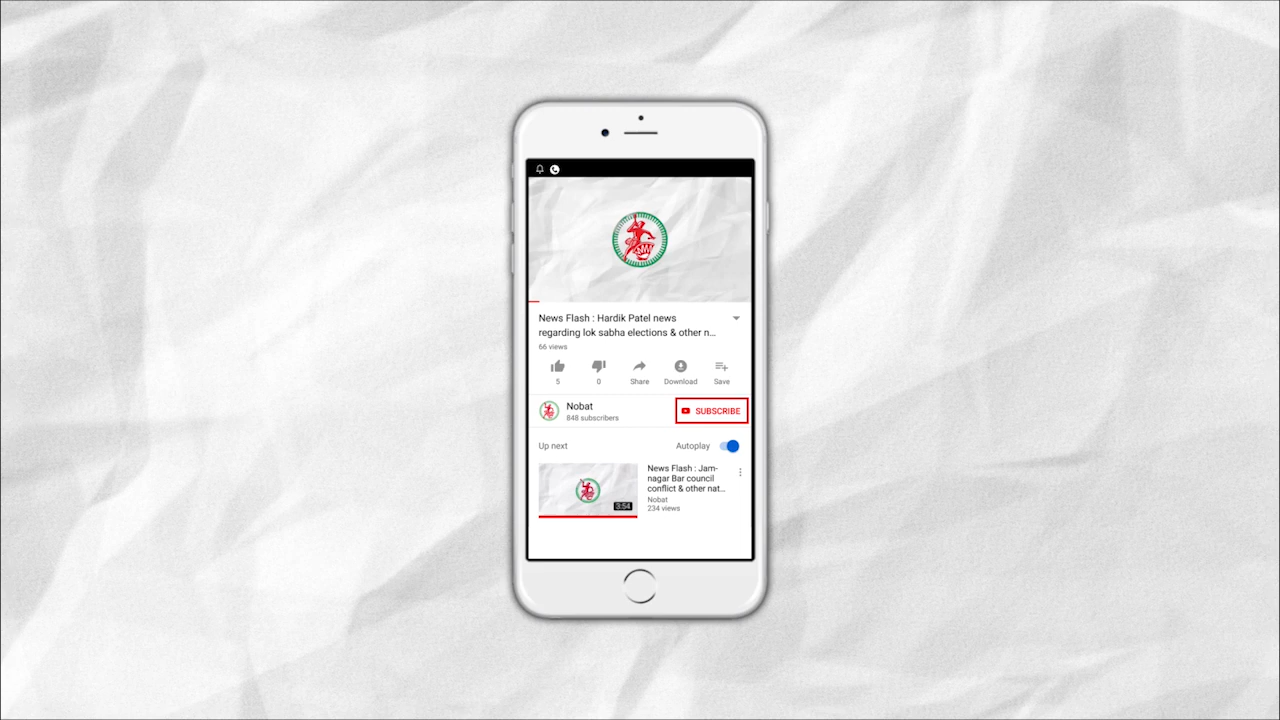 NW
News Flash : Hardik Patel news
regarding lok sabha elections & other n...
66 views
5
0
Share
Download
Save
Nobat
848 subscribers
SUBSCRIBE
Up next
Autoplay
News Flash : Jam-
nagar Bar council
conflict & other nat...
3:54
Nobat
234 views